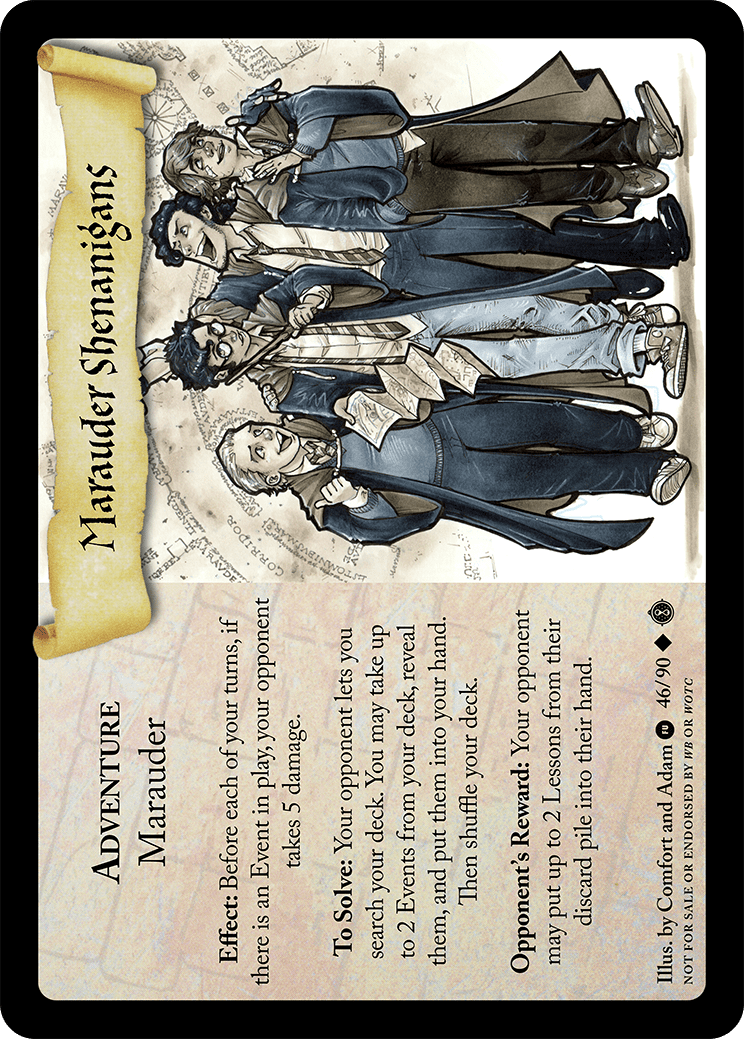 Marauder Shenanigans
ADVENTURE
Marauder
Effect: Before each of your turns, if
there is an Event in play, your opponent
takes 5 damage.
To Solve: Your opponent lets you
search your deck. You may take up
to 2 Events from your deck, reveal
them, and put them into your hand.
Then shuffle your deck.
Opponent's Reward: Your opponent
may put up to 2 Lessons from their
discard pile into their hand.
Illus. by Comfort and Adam FU 46/90
NOT FOR SALE OR ENDORSED BY WB OR WOTC
CORRIDOR